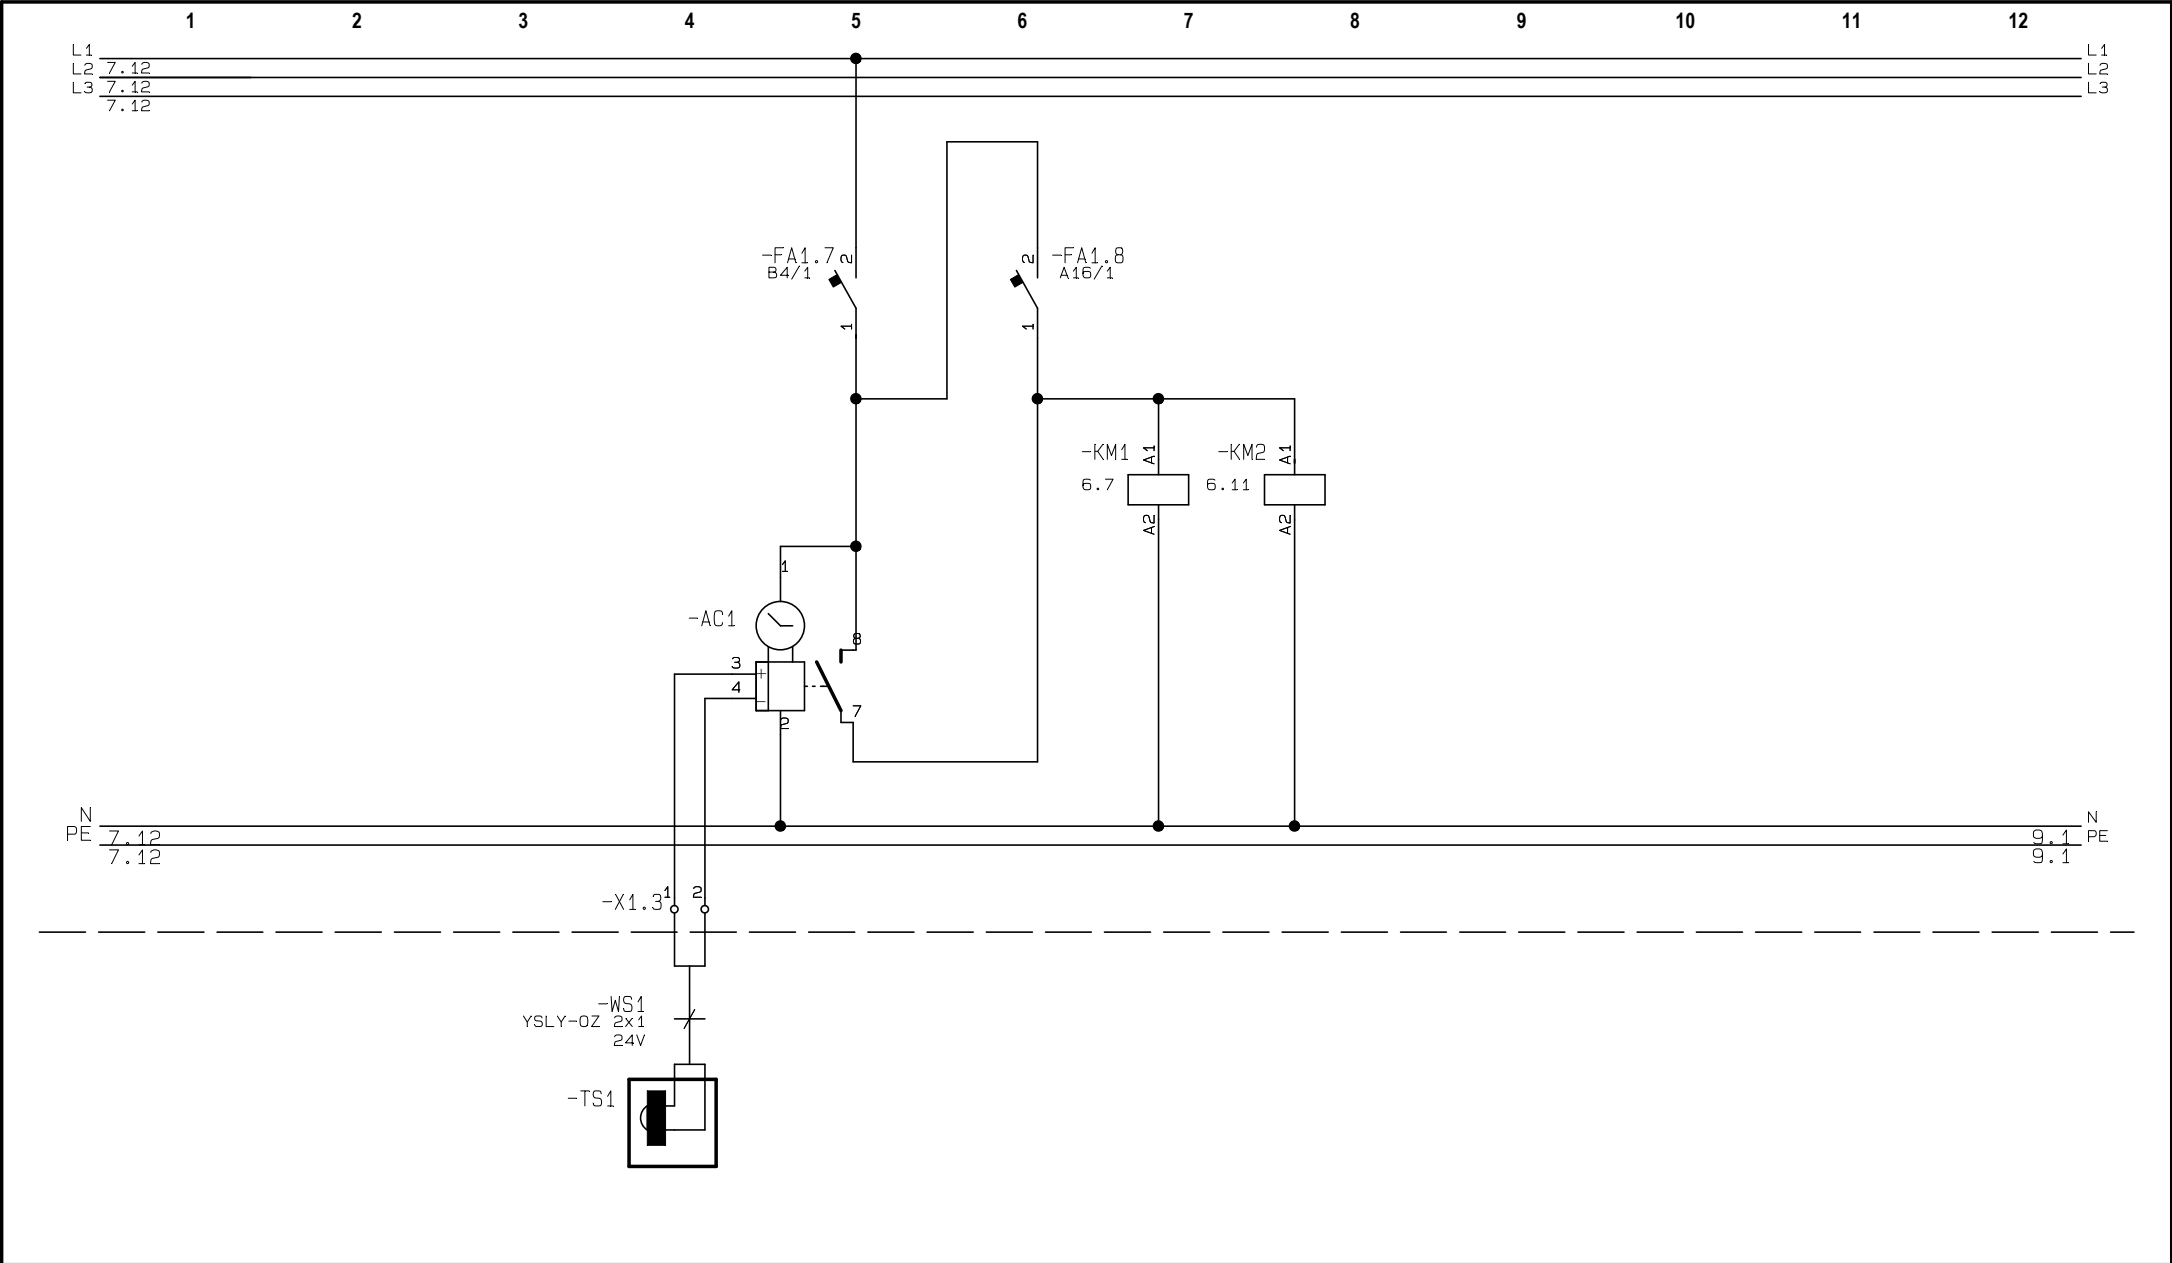 1 2 3 4 5 6 7 8 9 10 11 12
L1 L1
L2 7.12 L2
L3 7.12 L3
7.12
-FA1.7 2 2 -FA1.8
B4/1 A16/1
1 1
-KM1 A1 -KM2 A1
6.7 6.11
A2 A2
1
-AC1
8
3 +
4 -
7
2
N N
PE 7.12 9.1 PE
7.12 9.1
-X1.3 1 2
-WS1
YSLY-OZ 2x1
24V
-TS1